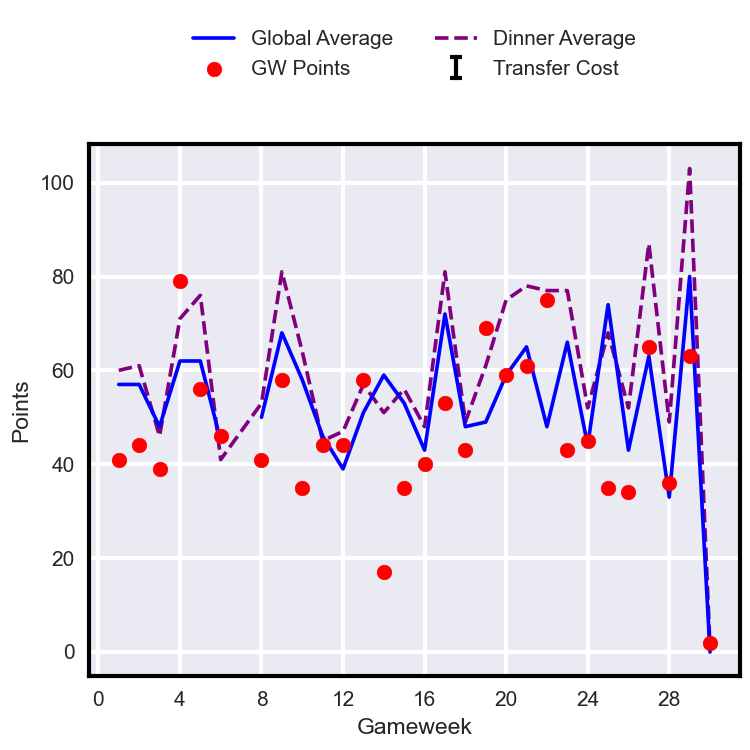 Global Average
Dinner Average
GW Points
Transfer Cost
100
80
60
40
20
0
Points
0 4 8 12 16 20 24 28
Gameweek